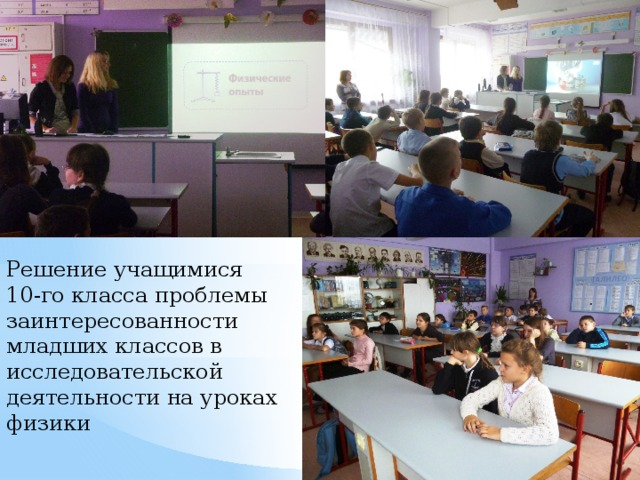 Физические
опыты
Решение учащимися
10-го класса проблемы
заинтересованности
младших классов в
исследовательской
деятельности на уроках
физики